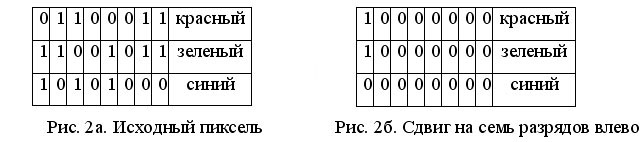 0 1 1 0 0 0 1 1 красный
1 1 0 0 1 0 1 1 зеленый
1 0 1 0 1 0 0 0 синий
Рис. 2а. Исходный пиксель
1 0 0 0 0 0 0 0 красный
1 0 0 0 0 0 0 0 зеленый
0 0 0 0 0 0 0 0 синий
Рис. 2б. Сдвиг на семь разрядов влево